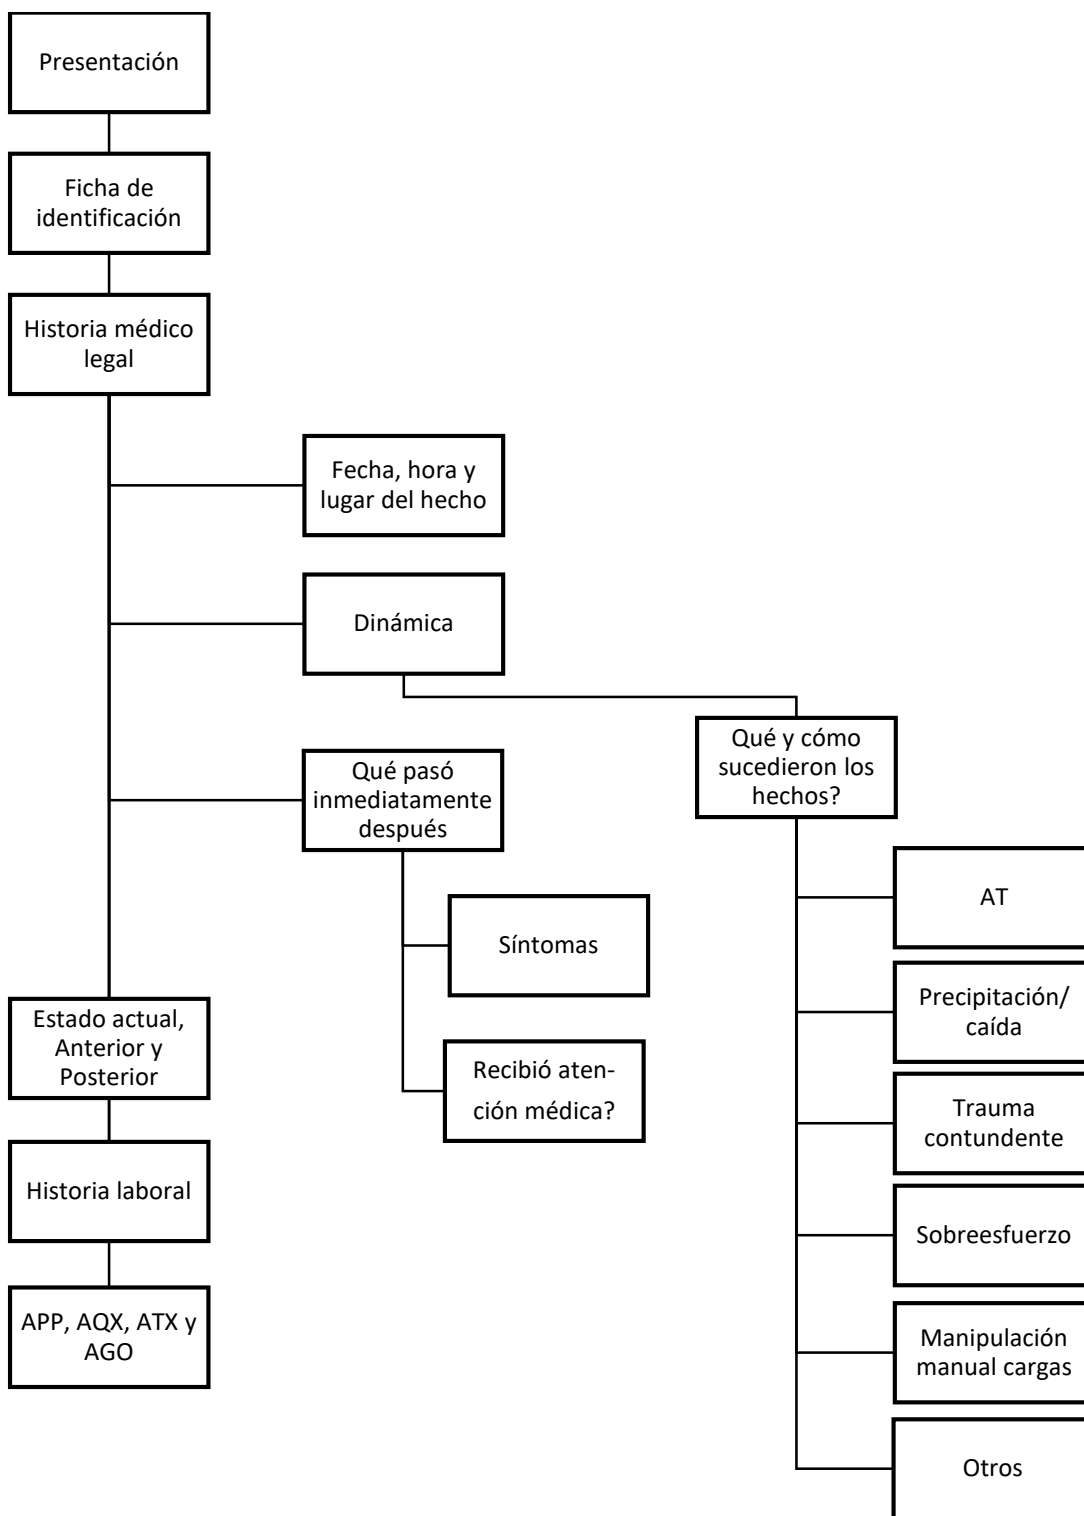 Presentación
Ficha de
identificación
Historia médico
legal
Fecha, hora y
lugar del hecho
Dinámica
Qué y cómo
sucedieron los
hechos?
Qué pasó
inmediatamente
después
AT
Síntomas
Precipitación/
caída
Estado actual,
Anterior y
Posterior
Recibió aten-
ción médica?
Trauma
contundente
Historia laboral
Sobreesfuerzo
APP, AQX, ATX y
AGO
Manipulación
manual cargas
Otros